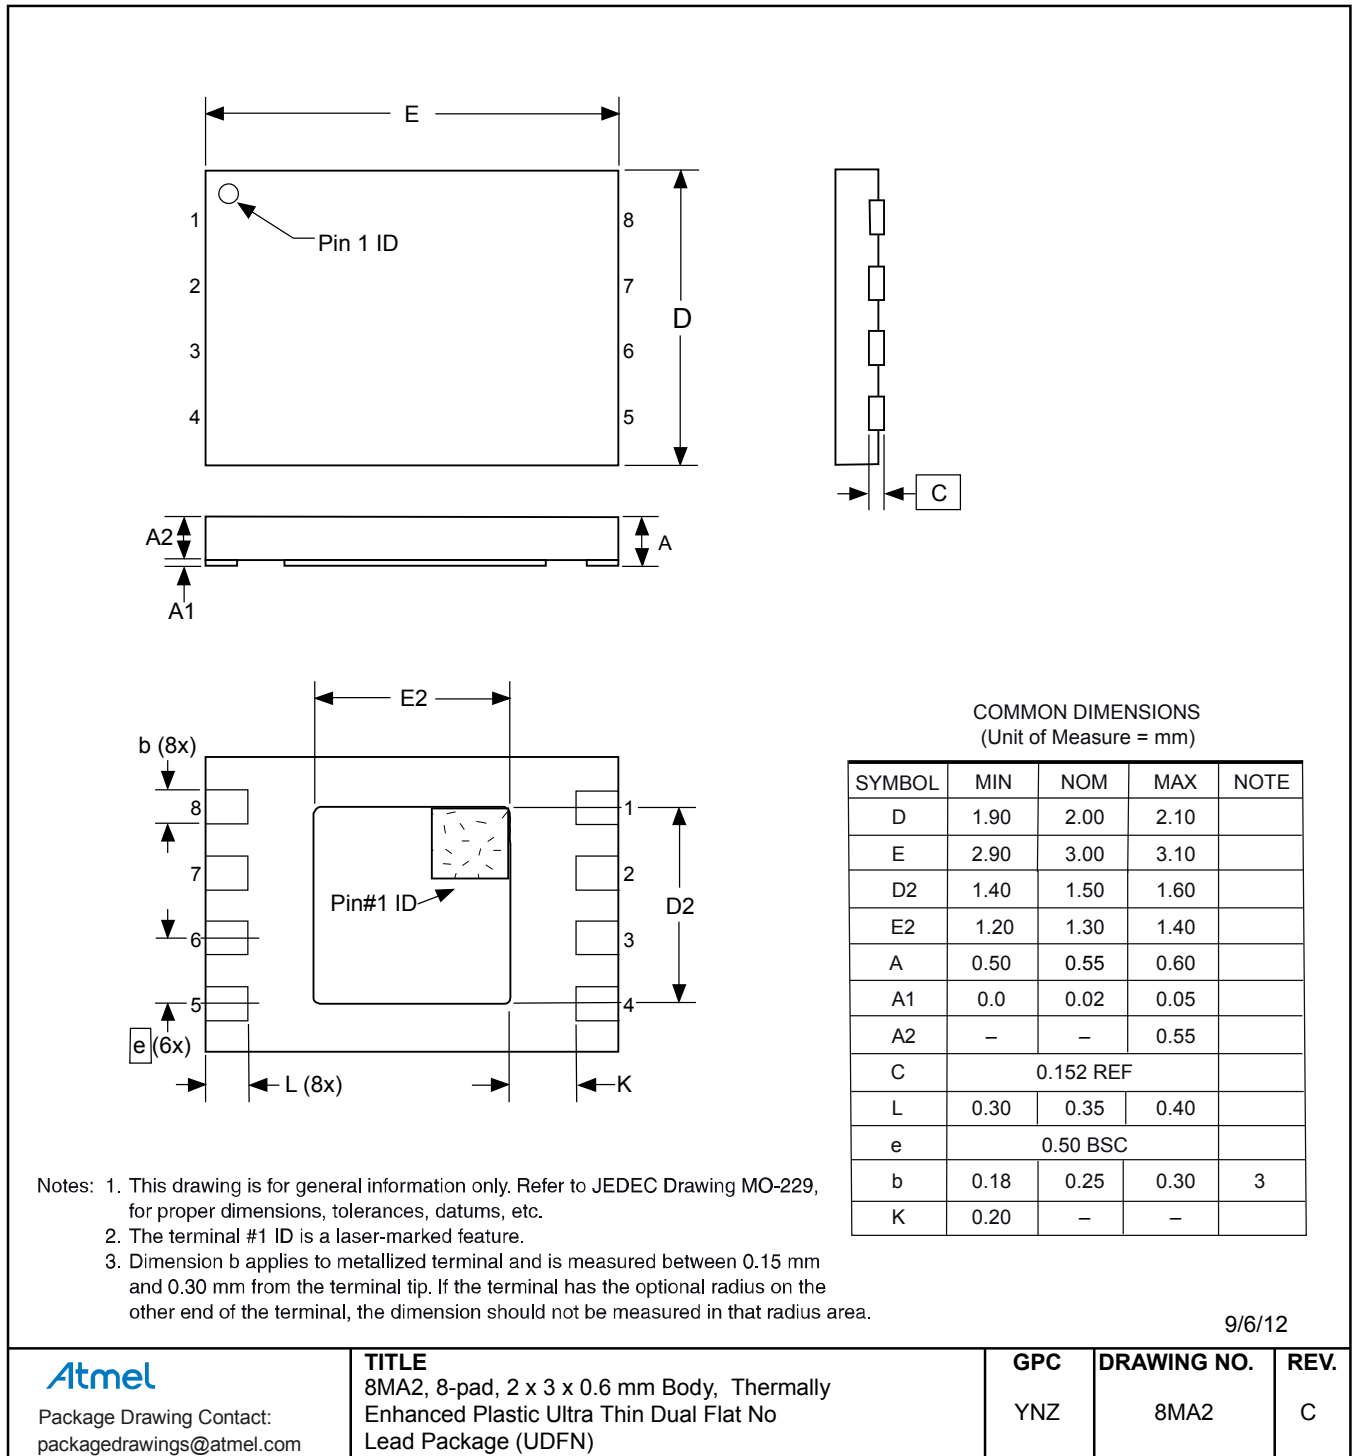 E
1
Pin 1 ID
8
2
7
D
3
6
4
5
C
A2
A
A1
E2
b (8x)
8
1
7
2
Pin#1 ID
D2
6
3
5
4
e (6x)
L (8x)
K
COMMON DIMENSIONS
(Unit of Measure = mm)
SYMBOL MIN NOM MAX NOTE
D 1.90 2.00 2.10
E 2.90 3.00 3.10
D2 1.40 1.50 1.60
E2 1.20 1.30 1.40
A 0.50 0.55 0.60
A1 0.0 0.02 0.05
A2 – – 0.55
C 0.152 REF
L 0.30 0.35 0.40
e 0.50 BSC
b 0.18 0.25 0.30 3
K 0.20 – –
Notes: 1. This drawing is for general information only. Refer to JEDEC Drawing MO-229,
for proper dimensions, tolerances, datums, etc.
2. The terminal #1 ID is a laser-marked feature.
3. Dimension b applies to metallized terminal and is measured between 0.15 mm
and 0.30 mm from the terminal tip. If the terminal has the optional radius on the
other end of the terminal, the dimension should not be measured in that radius area.
9/6/12
Atmel
Package Drawing Contact:
packagedrawings@atmel.com
TITLE
8MA2, 8-pad, 2 x 3 x 0.6 mm Body, Thermally
Enhanced Plastic Ultra Thin Dual Flat No
Lead Package (UDFN)
GPC
YNZ
DRAWING NO.
8MA2
REV.
C